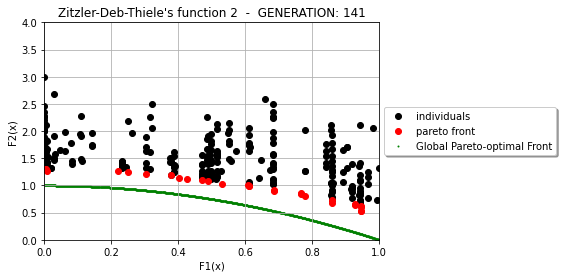 Zitzler-Deb-Thiele's function 2 - GENERATION: 141
4.0
3.5
3.0
2.5
2.0
1.5
1.0
0.5
0.0
F2(x)
0.0 0.2 0.4 0.6 0.8 1.0
F1(x)
individuals
pareto front
Global Pareto-optimal Front